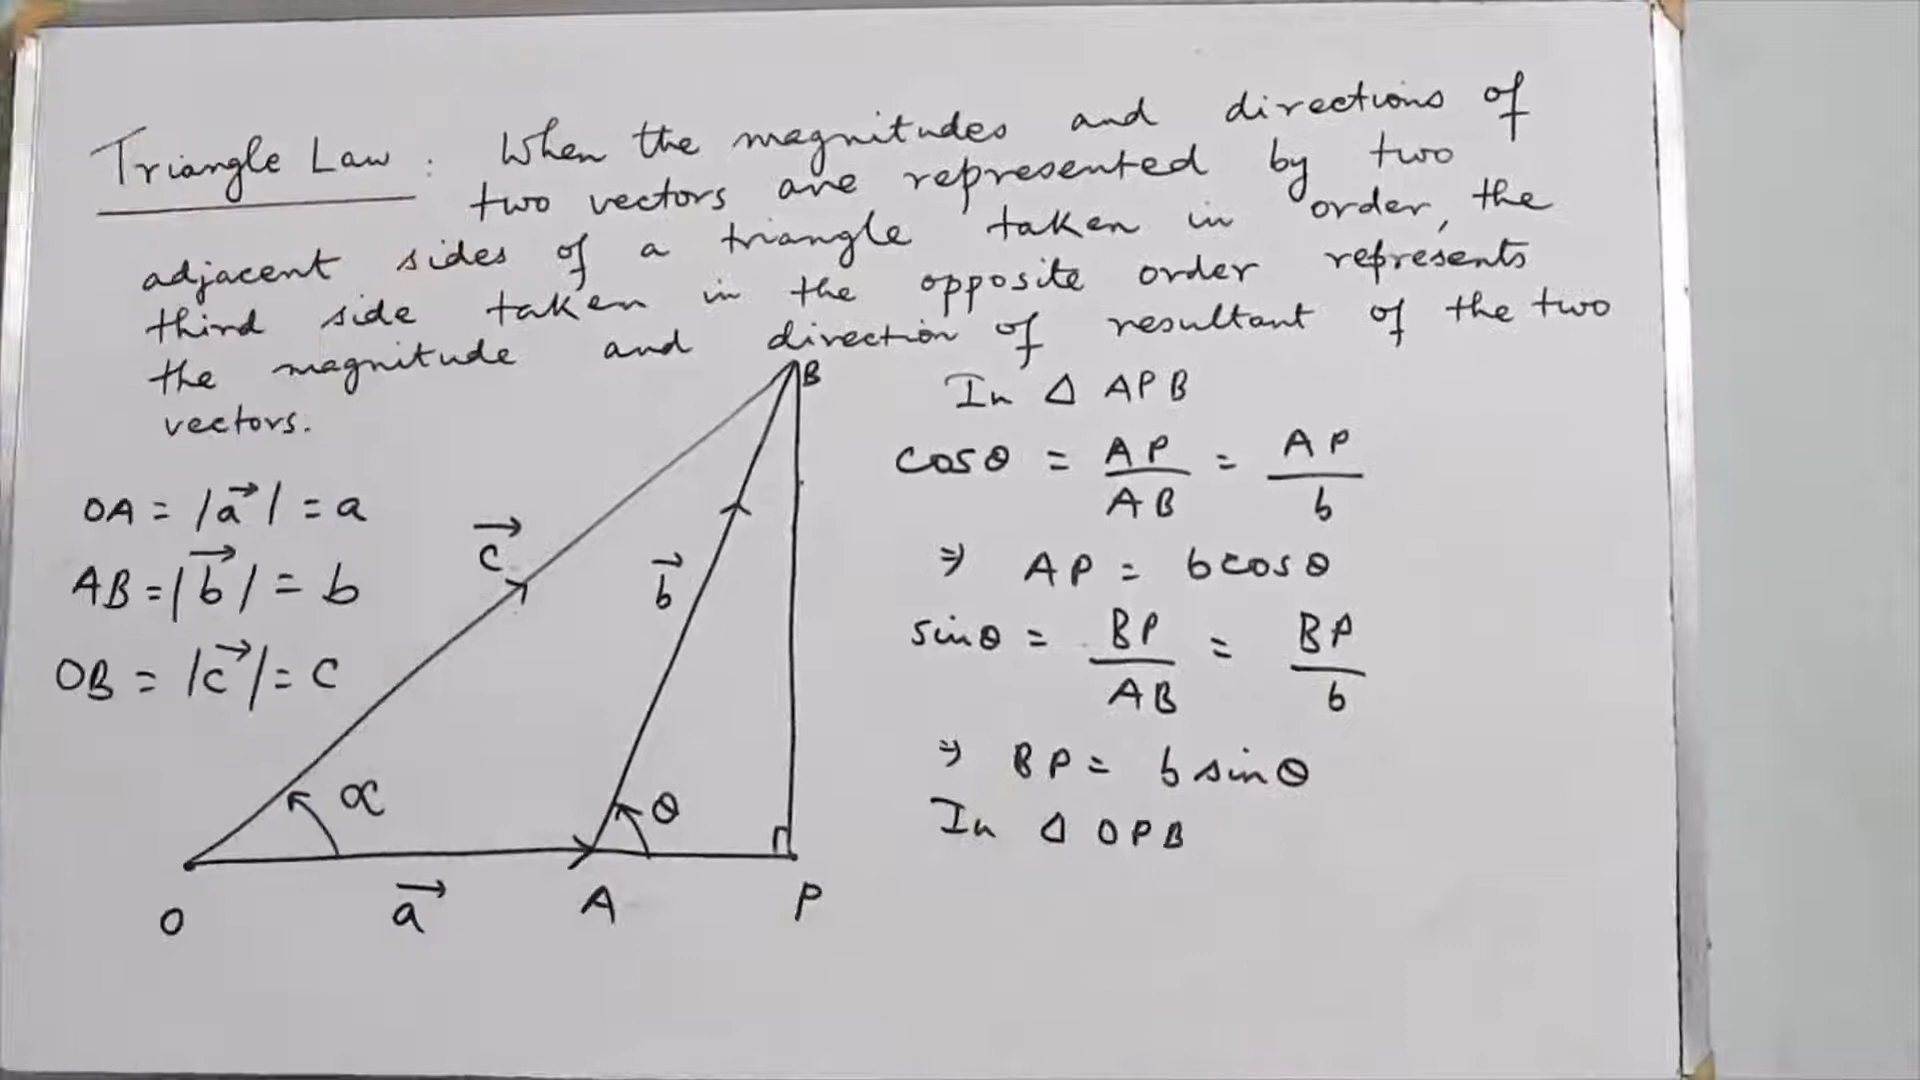 Triangle Law : When the magnitudes and directions of
two vectors are represented by two
adjacent sides of a triangle taken in order, the
third side taken in the opposite order represents
the magnitude and direction of resultant of the two
vectors.
OA = |a⃗| = a
AB = |b⃗| = b
OB = |c⃗| = c
B
c⃗
b⃗
α
θ
O
a⃗
A
P
In Δ APB
cosθ = AP/AB = AP/b
⇒ AP = b cosθ
sinθ = BP/AB = BP/b
⇒ BP = b sinθ
In Δ OPB